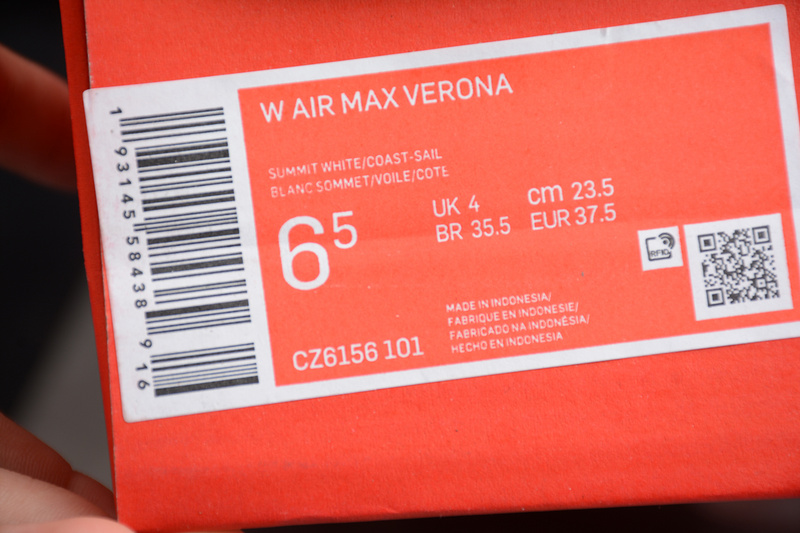 W AIR MAX VERONA
SUMMIT WHITE/COAST-SAIL
BLANC SOMMET/VOILE/COTE
6 5
UK 4 cm 23.5
BR 35.5 EUR 37.5
RFID
MADE IN INDONESIA/
FABRIQUE EN INDONESIE/
FABRICADO NA INDONÉSIA/
HECHO EN INDONESIA
CZ6156 101
1 93145 58438 9 16